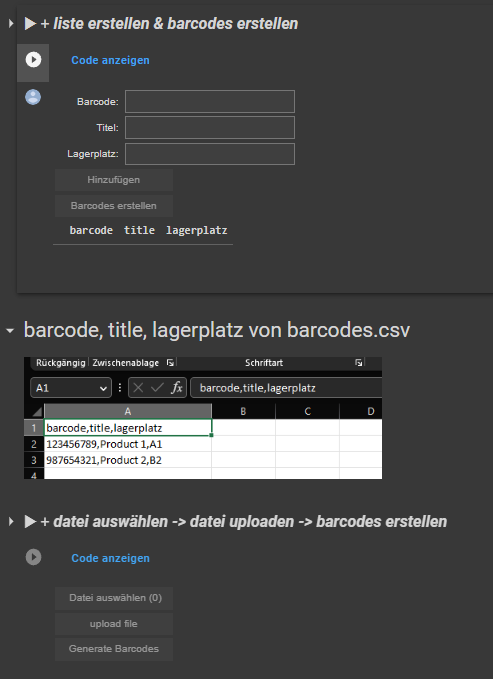 + liste erstellen & barcodes erstellen
Code anzeigen
Barcode:
Titel:
Lagerplatz:
Hinzufügen
Barcodes erstellen
barcode title lagerplatz
barcode, title, lagerplatz von barcodes.csv
Rückgängig Zwischenablage Schriftart
A1 fx barcode,title,lagerplatz
A B C D
1 barcode,title,lagerplatz
2 123456789,Product 1,A1
3 987654321,Product 2,B2
4
+ datei auswählen -> datei uploaden -> barcodes erstellen
Code anzeigen
Datei auswählen (0)
upload file
Generate Barcodes